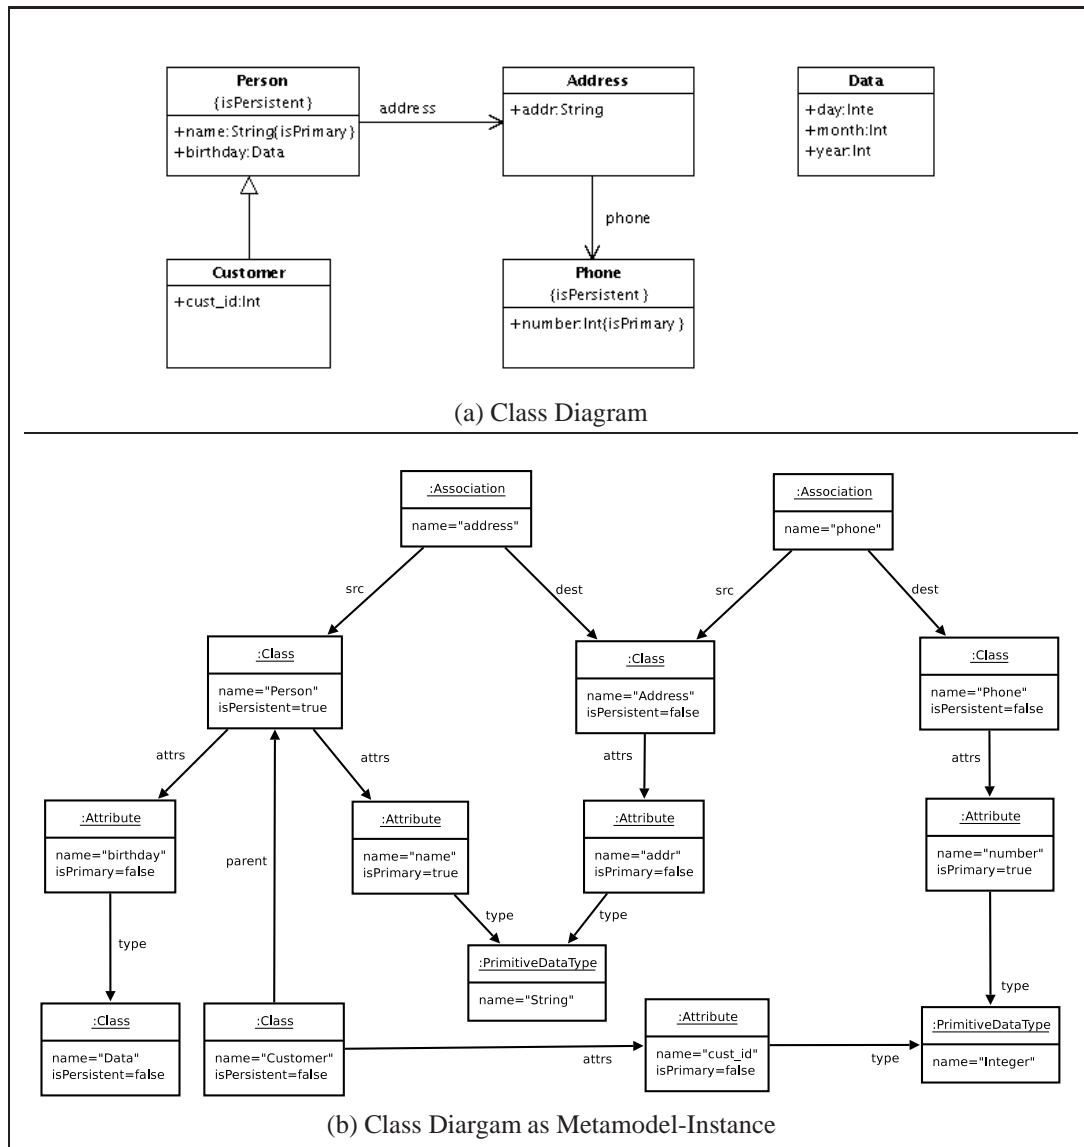 Person
{isPersistent}
+name:String{isPrimary}
+birthday:Data
address
Address
+addr:String
Data
+day:Inte
+month:Int
+year:Int
phone
Customer
+cust_id:Int
Phone
{isPersistent}
+number:Int{isPrimary}
(a) Class Diagram
:Association
name="address"
:Association
name="phone"
src
dest
src
dest
:Class
name="Person"
isPersistent=true
:Class
name="Address"
isPersistent=false
:Class
name="Phone"
isPersistent=false
attrs
attrs
attrs
attrs
:Attribute
name="birthday"
isPrimary=false
parent
:Attribute
name="name"
isPrimary=true
:Attribute
name="addr"
isPrimary=false
:Attribute
name="number"
isPrimary=true
type
type
type
type
:PrimitiveDataType
name="String"
:Class
name="Data"
isPersistent=false
:Class
name="Customer"
isPersistent=false
attrs
:Attribute
name="cust_id"
isPrimary=false
type
:PrimitiveDataType
name="Integer"
(b) Class Diargam as Metamodel-Instance